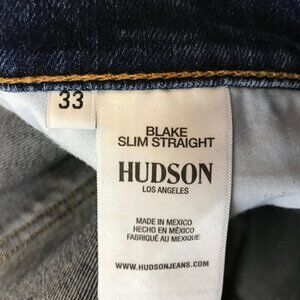 33
BLAKE
SLIM STRAIGHT
HUDSON
LOS ANGELES
MADE IN MEXICO
HECHO EN MÉXICO
FABRIQUÉ AU MEXIQUE
WWW.HUDSONJEANS.COM